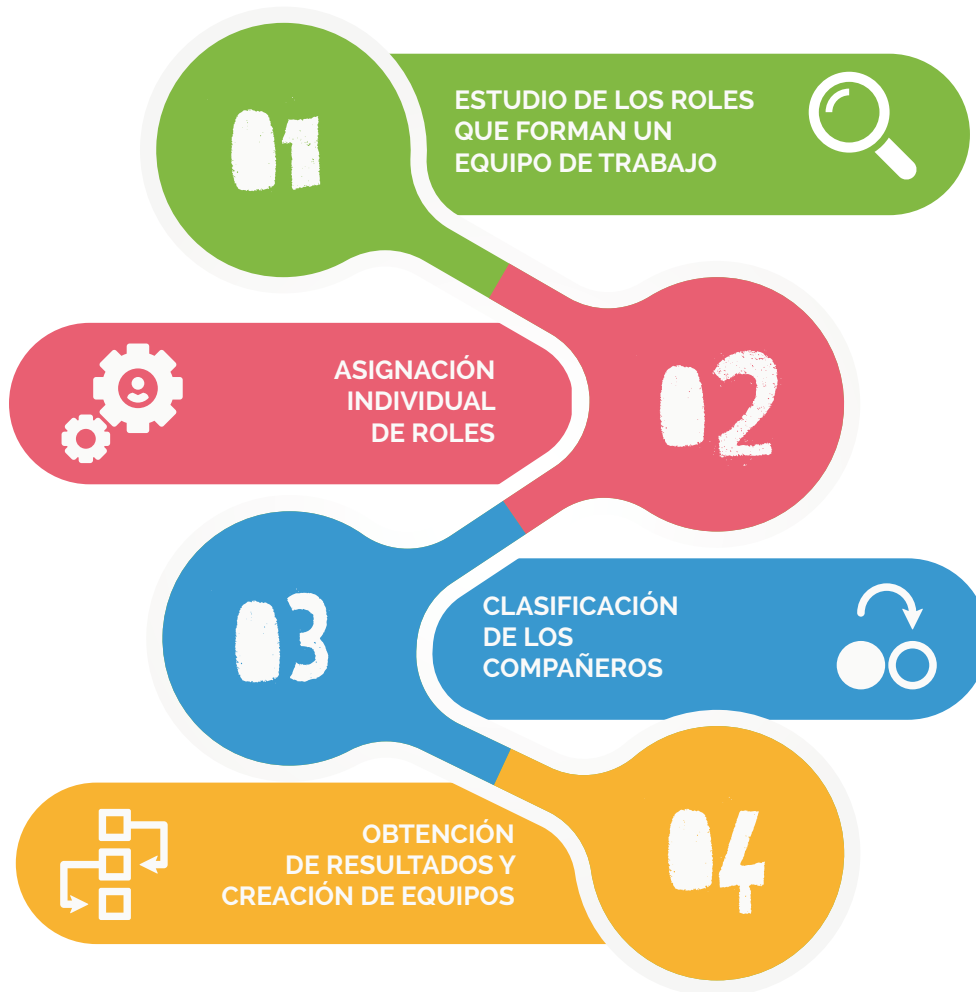 01
ESTUDIO DE LOS ROLES
QUE FORMAN UN
EQUIPO DE TRABAJO
ASIGNACIÓN
INDIVIDUAL
DE ROLES
02
03
CLASIFICACIÓN
DE LOS
COMPAÑEROS
OBTENCIÓN
DE RESULTADOS Y
CREACIÓN DE EQUIPOS
04